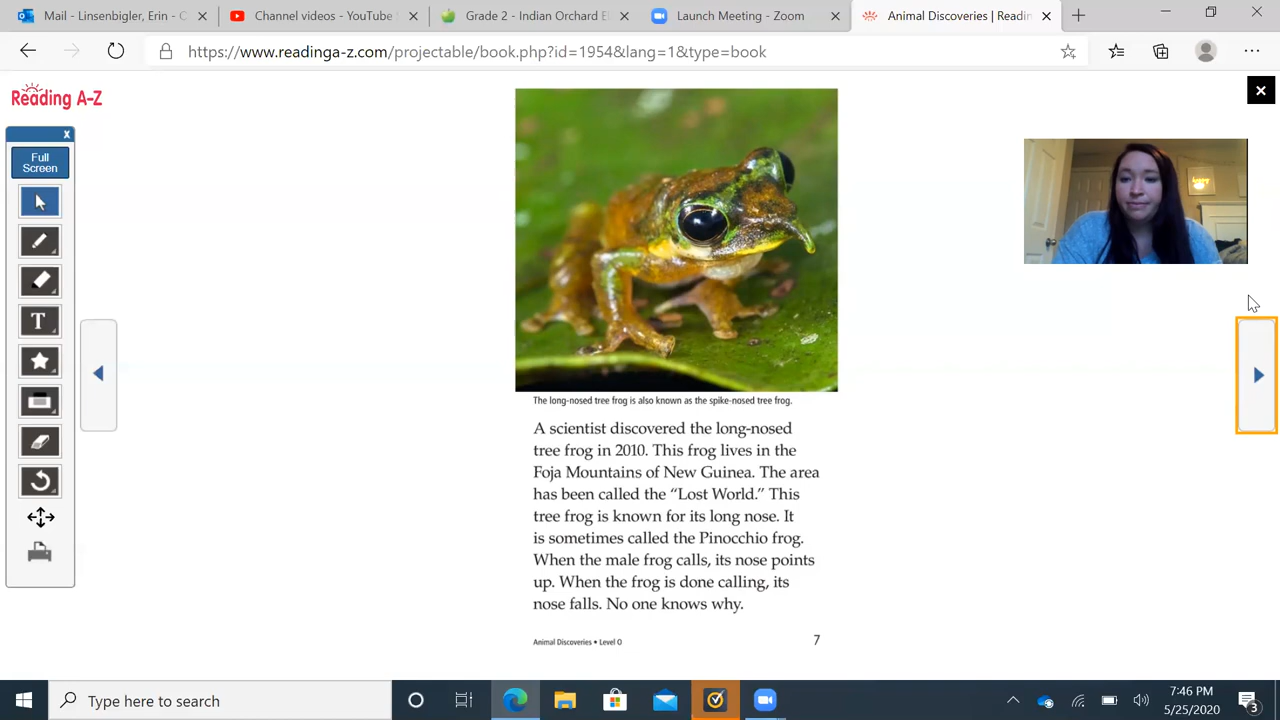 Mail - Linsenbigler, Erin - C
Channel videos - YouTube
Grade 2 - Indian Orchard El
Launch Meeting - Zoom
Animal Discoveries | Readin
https://www.readinga-z.com/projectable/book.php?id=1954&lang=1&type=book
Reading A-Z
Full
Screen
T
The long-nosed tree frog is also known as the spike-nosed tree frog.
A scientist discovered the long-nosed
tree frog in 2010. This frog lives in the
Foja Mountains of New Guinea. The area
has been called the “Lost World.” This
tree frog is known for its long nose. It
is sometimes called the Pinocchio frog.
When the male frog calls, its nose points
up. When the frog is done calling, its
nose falls. No one knows why.
Animal Discoveries • Level O
7
Type here to search
7:46 PM
5/25/2020
3